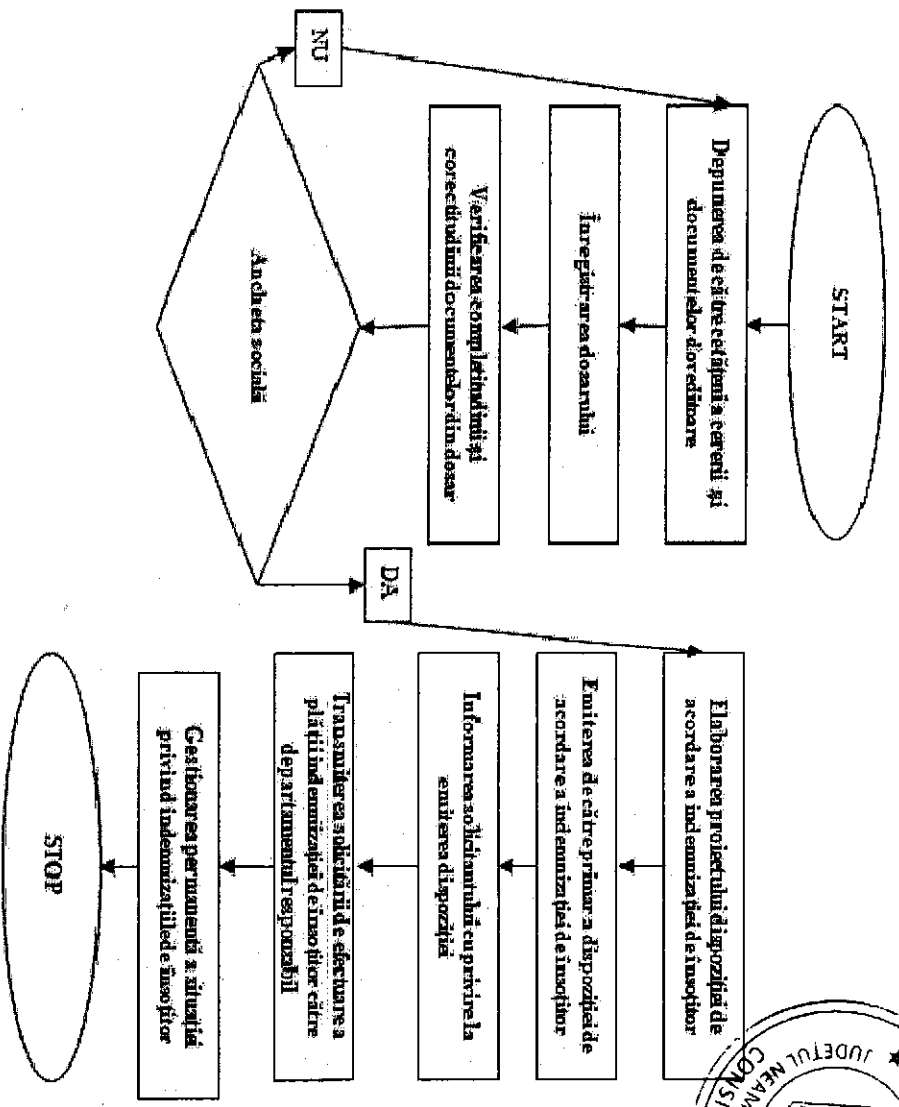 START
Depunerea de către cetățeni a cererii și
documentelor doveditoare
Înregistrarea dosarului
Verificarea completitudinii și
corectitudinii documentelor din dosar
Ancheta socială
NU
DA
Elaborarea proiectului dispoziției de
acordare a indemnizației de însoțitor
Emiterea de către primar a dispoziției de
acordare a indemnizației de însoțitor
Informarea solicitantului cu privire la
emiterea dispoziției
Transmiterea solicitării de efectuare a
plății indemnizației de însoțitor către
departamentul responzabil
Gestionarea permanentă a situației
privind indemnizațiile de însoțitor
STOP
JUDEȚUL